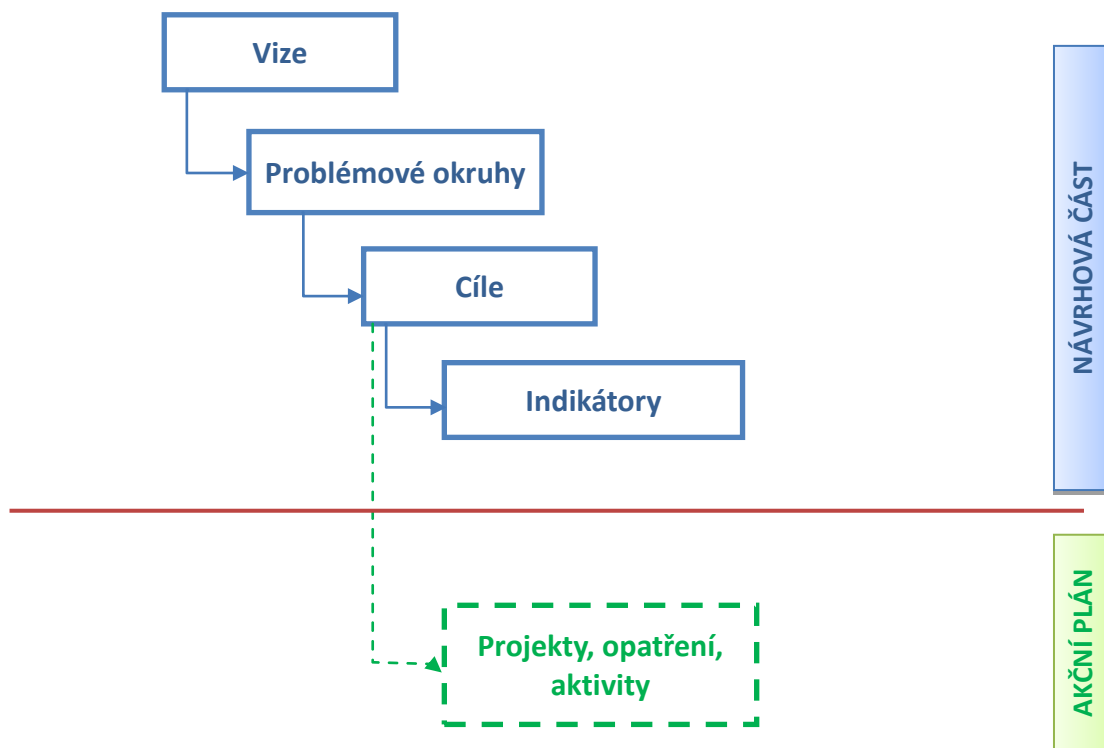 Vize
Problémové okruhy
Cíle
Indikátory
NÁVRHOVÁ ČÁST
Projekty, opatření,
aktivity
AKČNÍ PLÁN